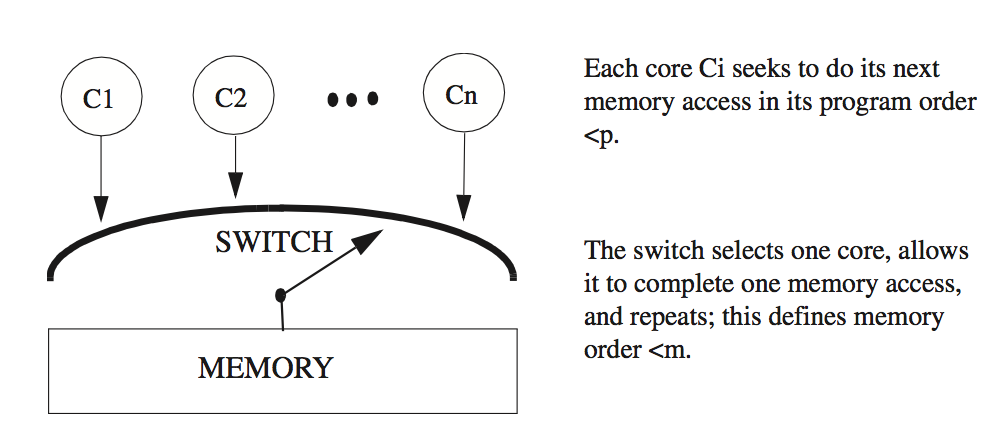 C1
C2
Cn
Each core Ci seeks to do its next
memory access in its program order
<p.
SWITCH
The switch selects one core, allows
it to complete one memory access,
and repeats; this defines memory
order <m.
MEMORY